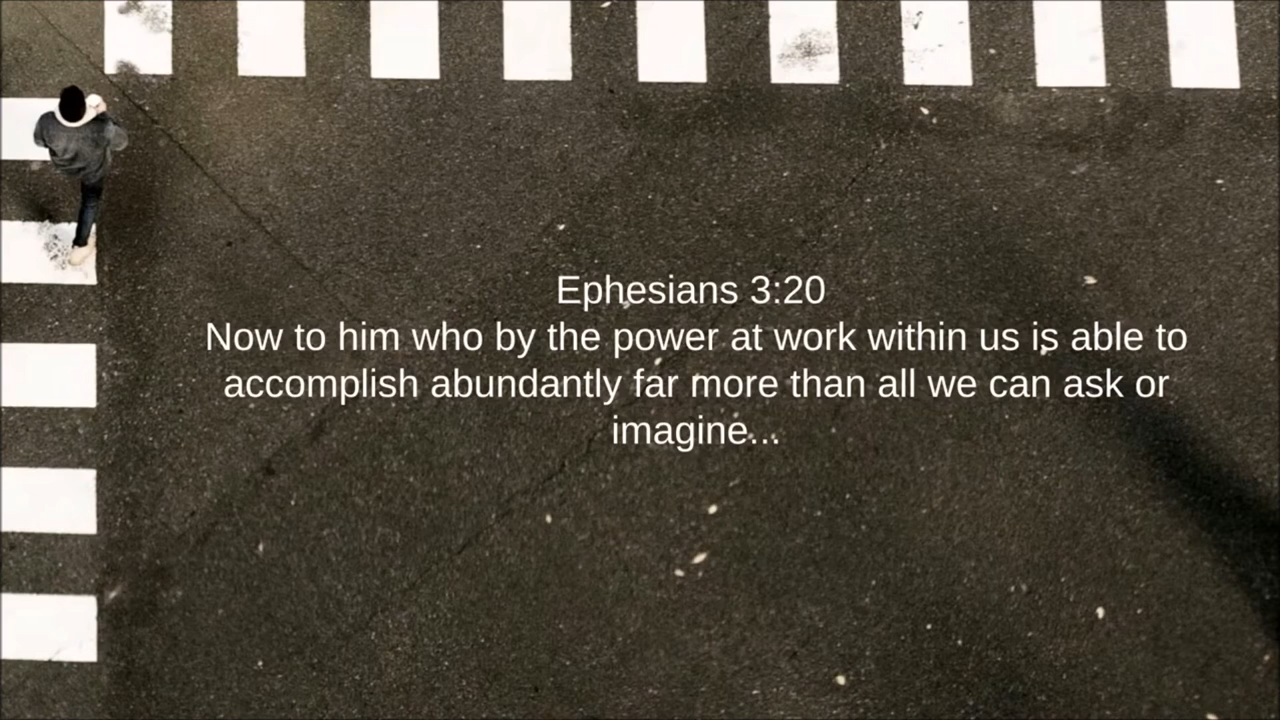 Ephesians 3:20
Now to him who by the power at work within us is able to
accomplish abundantly far more than all we can ask or
imagine...